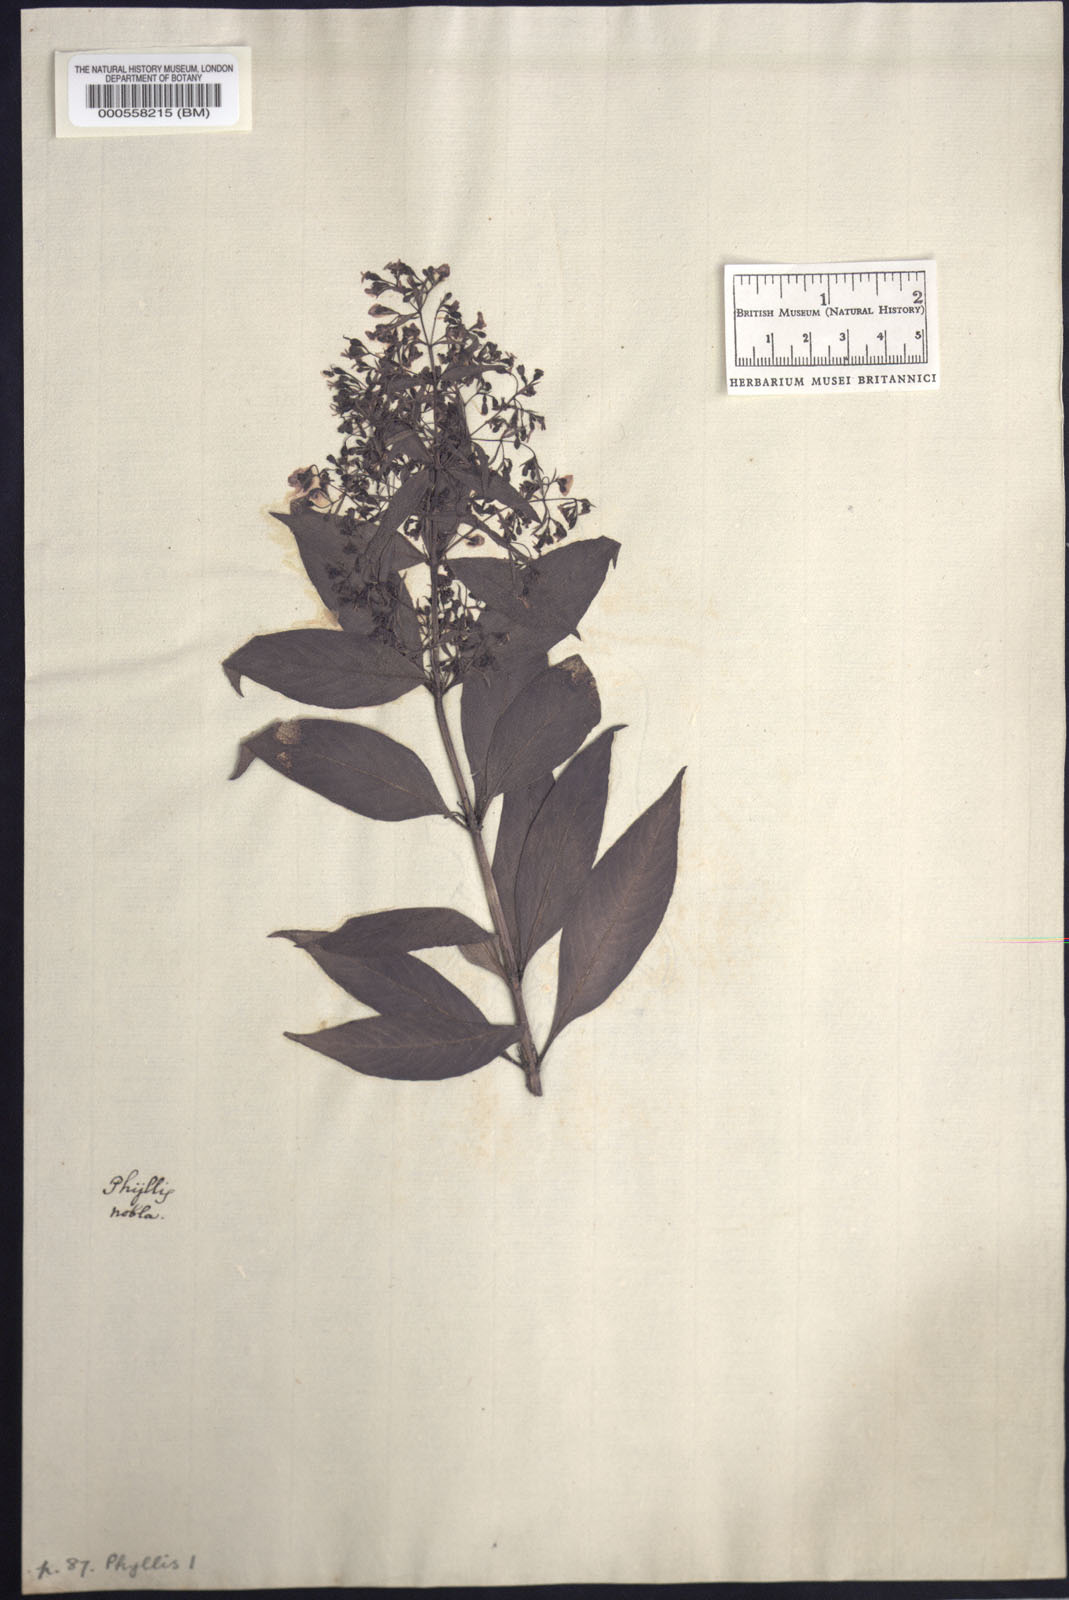 THE NATURAL HISTORY MUSEUM, LONDON
DEPARTMENT OF BOTANY
000558215 (BM)
1 2
BRITISH MUSEUM (NATURAL HISTORY)
1 2 3 4 5
HERBARIUM MUSEI BRITANNICI
Phyllis
nobla.
p. 87. Phyllis 1